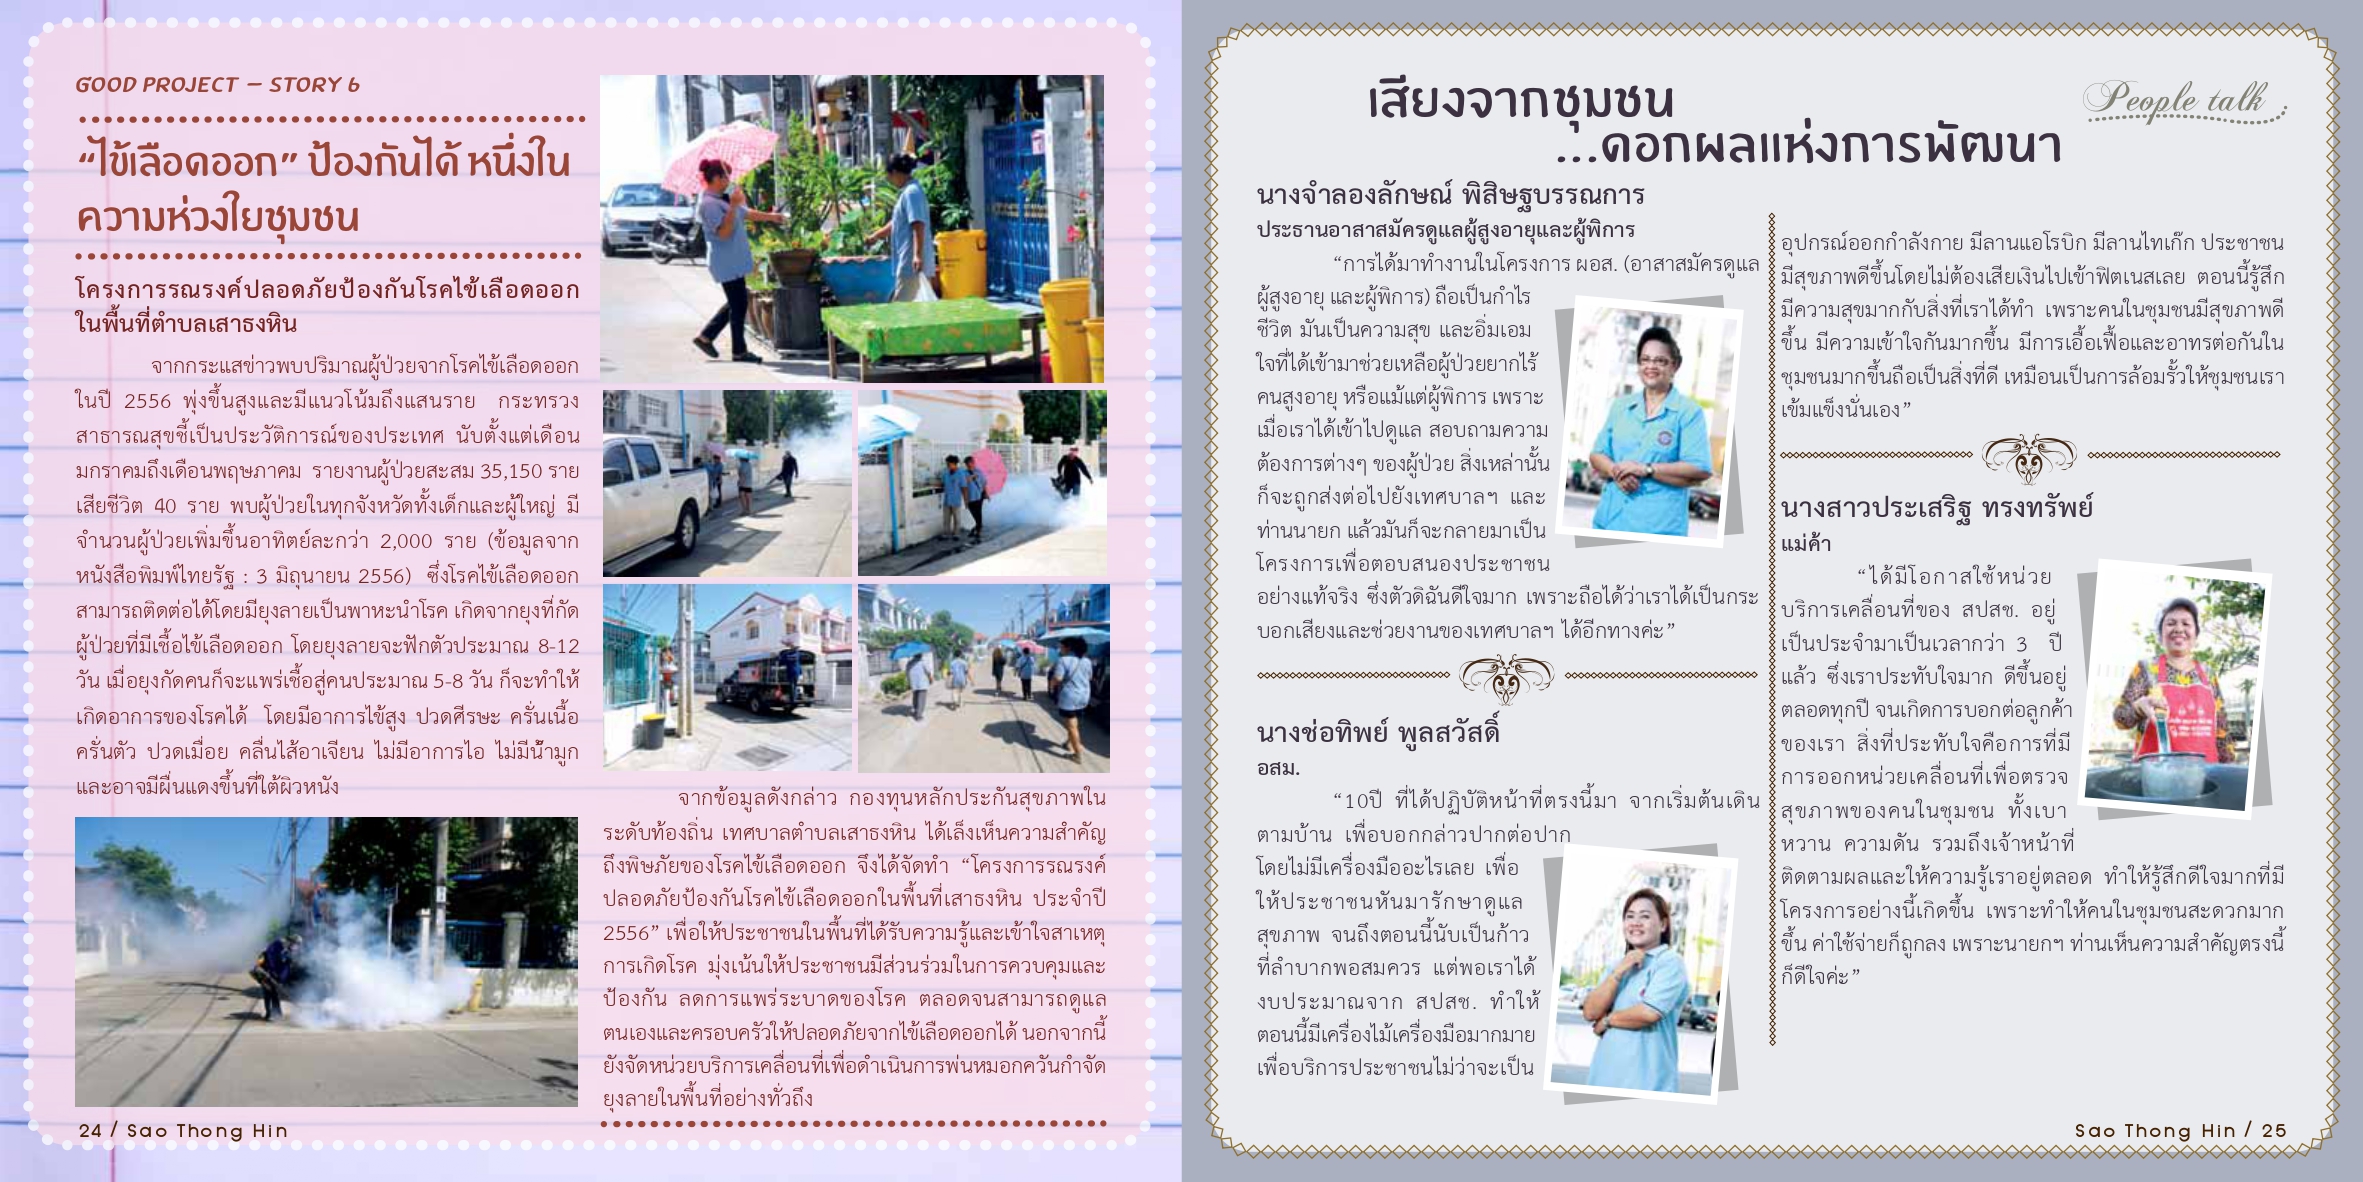 GOOD PROJECT – STORY 6
“ไข้เลือดออก” ป้องกันได้ หนึ่งใน
ความห่วงใยชุมชน
โครงการรณรงค์ปลอดภัยป้องกันโรคไข้เลือดออก
ในพื้นที่ตำบลเสาธงหิน
จากกระแสข่าวพบปริมาณผู้ป่วยจากโรคไข้เลือดออก
ในปี 2556 พุ่งขึ้นสูงและมีแนวโน้มถึงแสนราย กระทรวง
สาธารณสุขชี้เป็นประวัติการณ์ของประเทศ นับตั้งแต่เดือน
มกราคมถึงเดือนพฤษภาคม รายงานผู้ป่วยสะสม 35,150 ราย
เสียชีวิต 40 ราย พบผู้ป่วยในทุกจังหวัดทั้งเด็กและผู้ใหญ่ มี
จำนวนผู้ป่วยเพิ่มขึ้นอาทิตย์ละกว่า 2,000 ราย (ข้อมูลจาก
หนังสือพิมพ์ไทยรัฐ : 3 มิถุนายน 2556) ซึ่งโรคไข้เลือดออก
สามารถติดต่อได้โดยมียุงลายเป็นพาหะนำโรค เกิดจากยุงที่กัด
ผู้ป่วยที่มีเชื้อไข้เลือดออก โดยยุงลายจะฟักตัวประมาณ 8-12
วัน เมื่อยุงกัดคนก็จะแพร่เชื้อสู่คนประมาณ 5-8 วัน ก็จะทำให้
เกิดอาการของโรคได้ โดยมีอาการไข้สูง ปวดศีรษะ ครั่นเนื้อ
ครั่นตัว ปวดเมื่อย คลื่นไส้อาเจียน ไม่มีอาการไอ ไม่มีน้ำมูก
และอาจมีผื่นแดงขึ้นที่ใต้ผิวหนัง
จากข้อมูลดังกล่าว กองทุนหลักประกันสุขภาพใน
ระดับท้องถิ่น เทศบาลตำบลเสาธงหิน ได้เล็งเห็นความสำคัญ
ถึงพิษภัยของโรคไข้เลือดออก จึงได้จัดทำ “โครงการรณรงค์
ปลอดภัยป้องกันโรคไข้เลือดออกในพื้นที่เสาธงหิน ประจำปี
2556” เพื่อให้ประชาชนในพื้นที่ได้รับความรู้และเข้าใจสาเหตุ
การเกิดโรค มุ่งเน้นให้ประชาชนมีส่วนร่วมในการควบคุมและ
ป้องกัน ลดการแพร่ระบาดของโรค ตลอดจนสามารถดูแล
ตนเองและครอบครัวให้ปลอดภัยจากไข้เลือดออกได้ นอกจากนี้
ยังจัดหน่วยบริการเคลื่อนที่เพื่อดำเนินการพ่นหมอกควันกำจัด
ยุงลายในพื้นที่อย่างทั่วถึง
24 / Sao Thong Hin
เสียงจากชุมชน
...ดอกผลแห่งการพัฒนา
People talk
นางจำลองลักษณ์ พิสิษฐบรรณการ
ประธานอาสาสมัครดูแลผู้สูงอายุและผู้พิการ
“การได้มาทำงานในโครงการ ผอส. (อาสาสมัครดูแล
ผู้สูงอายุ และผู้พิการ) ถือเป็นกำไร
ชีวิต มันเป็นความสุข และอิ่มเอม
ใจที่ได้เข้ามาช่วยเหลือผู้ป่วยยากไร้
คนสูงอายุ หรือแม้แต่ผู้พิการ เพราะ
เมื่อเราได้เข้าไปดูแล สอบถามความ
ต้องการต่างๆ ของผู้ป่วย สิ่งเหล่านั้น
ก็จะถูกส่งต่อไปยังเทศบาลฯ และ
ท่านนายก แล้วมันก็จะกลายมาเป็น
โครงการเพื่อตอบสนองประชาชน
อย่างแท้จริง ซึ่งตัวดิฉันดีใจมาก เพราะถือได้ว่าเราได้เป็นกระ
บอกเสียงและช่วยงานของเทศบาลฯ ได้อีกทางค่ะ”
นางช่อทิพย์ พูลสวัสดิ์
อสม.
“10ปี ที่ได้ปฏิบัติหน้าที่ตรงนี้มา จากเริ่มต้นเดิน
ตามบ้าน เพื่อบอกกล่าวปากต่อปาก
โดยไม่มีเครื่องมืออะไรเลย เพื่อ
ให้ประชาชนหันมารักษาดูแล
สุขภาพ จนถึงตอนนี้นับเป็นก้าว
ที่ลำบากพอสมควร แต่พอเราได้
งบประมาณจาก สปสช. ทำให้
ตอนนี้มีเครื่องไม้เครื่องมือมากมาย
เพื่อบริการประชาชนไม่ว่าจะเป็น
อุปกรณ์ออกกำลังกาย มีลานแอโรบิก มีลานไทเก๊ก ประชาชน
มีสุขภาพดีขึ้นโดยไม่ต้องเสียเงินไปเข้าฟิตเนสเลย ตอนนี้รู้สึก
มีความสุขมากกับสิ่งที่เราได้ทำ เพราะคนในชุมชนมีสุขภาพดี
ขึ้น มีความเข้าใจกันมากขึ้น มีการเอื้อเฟื้อและอาทรต่อกันใน
ชุมชนมากขึ้นถือเป็นสิ่งที่ดี เหมือนเป็นการล้อมรั้วให้ชุมชนเรา
เข้มแข็งนั่นเอง”
นางสาวประเสริฐ ทรงทรัพย์
แม่ค้า
“ได้มีโอกาสใช้หน่วย
บริการเคลื่อนที่ของ สปสช. อยู่
เป็นประจำมาเป็นเวลากว่า 3 ปี
แล้ว ซึ่งเราประทับใจมาก ดีขึ้นอยู่
ตลอดทุกปี จนเกิดการบอกต่อลูกค้า
ของเรา สิ่งที่ประทับใจคือการที่มี
การออกหน่วยเคลื่อนที่เพื่อตรวจ
สุขภาพของคนในชุมชน ทั้งเบา
หวาน ความดัน รวมถึงเจ้าหน้าที่
ติดตามผลและให้ความรู้เราอยู่ตลอด ทำให้รู้สึกดีใจมากที่มี
โครงการอย่างนี้เกิดขึ้น เพราะทำให้คนในชุมชนสะดวกมาก
ขึ้น ค่าใช้จ่ายก็ถูกลง เพราะนายกฯ ท่านเห็นความสำคัญตรงนี้
ก็ดีใจค่ะ”
Sao Thong Hin / 25